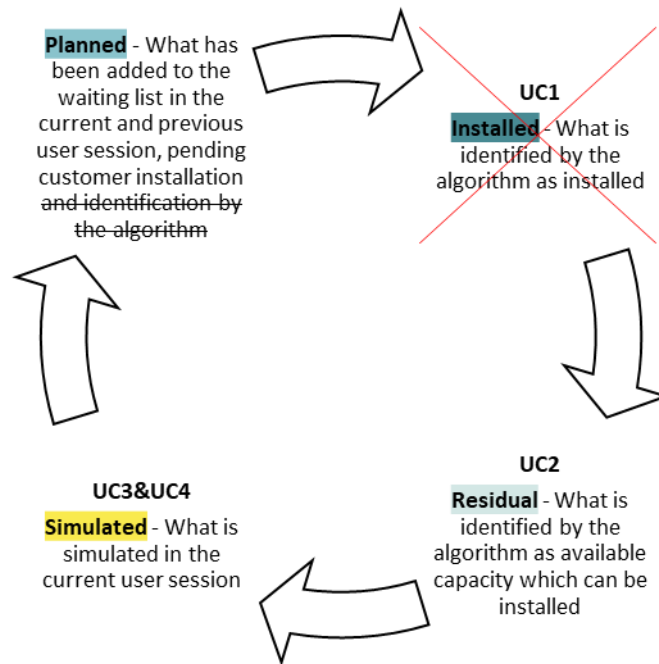 Planned - What has
been added to the
waiting list in the
current and previous
user session, pending
customer installation
and identification by
the algorithm
UC1
Installed - What is
identified by the
algorithm as installed
UC2
Residual - What is
identified by the
algorithm as available
capacity which can be
installed
UC3&UC4
Simulated - What is
simulated in the
current user session